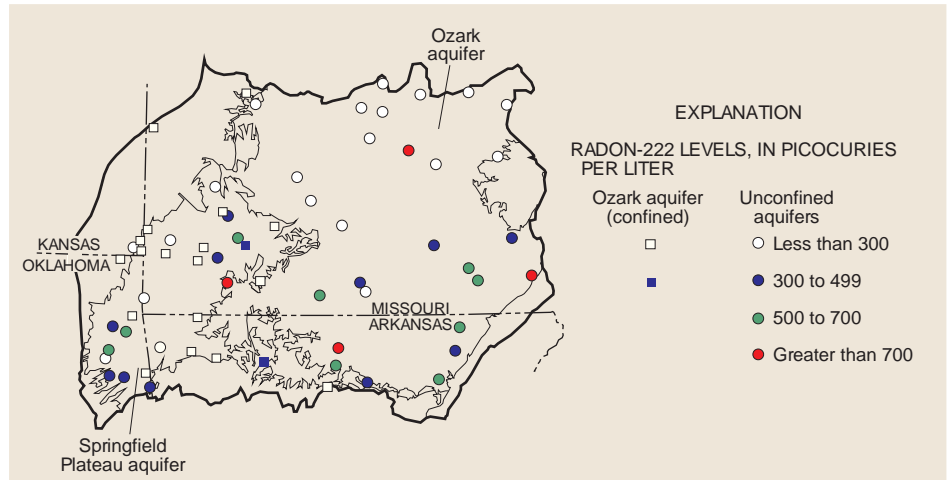 Ozark
aquifer
EXPLANATION
RADON-222 LEVELS, IN PICOCURIES
PER LITER
Ozark aquifer
(confined)
Unconfined
aquifers
Less than 300
300 to 499
500 to 700
Greater than 700
KANSAS
OKLAHOMA
MISSOURI
ARKANSAS
Springfield
Plateau aquifer